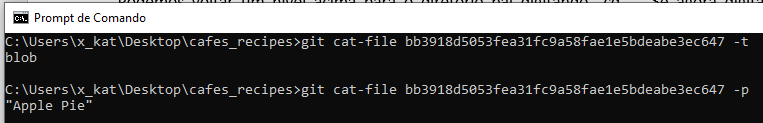 Prompt de Comando
C:\Users\x_kat\Desktop\cafes_recipes>git cat-file bb3918d5053fea31fc9a58fae1e5bdeabe3ec647 -t
blob
C:\Users\x_kat\Desktop\cafes_recipes>git cat-file bb3918d5053fea31fc9a58fae1e5bdeabe3ec647 -p
"Apple Pie"